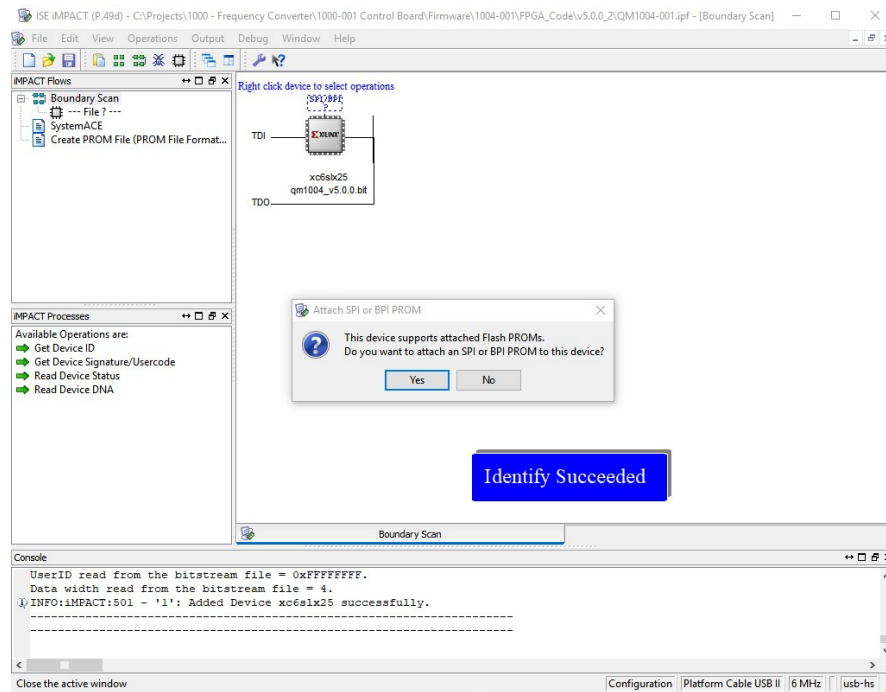 ISE iMPACT (P.49d) - C:\Projects\1000 - Frequency Converter\1000-001 Control Board\Firmware\1004-001\FPGA_Code\v5.0.0_2\QM1004-001.ipf - [Boundary Scan]
File Edit View Operations Output Debug Window Help
iMPACT Flows
Boundary Scan
--- File ? ---
SystemACE
Create PROM File (PROM File Format...
Right click device to select operations
SPI/BPI
?
TDI
XILINX
xc6slx25
qm1004_v5.0.0.bit
TDO
iMPACT Processes
Available Operations are:
Get Device ID
Get Device Signature/Usercode
Read Device Status
Read Device DNA
Attach SPI or BPI PROM
This device supports attached Flash PROMs.
Do you want to attach an SPI or BPI PROM to this device?
Yes No
Identify Succeeded
Boundary Scan
Console
UserID read from the bitstream file = 0xFFFFFFFF.
Data width read from the bitstream file = 4.
INFO:iMPACT:501 - '1': Added Device xc6slx25 successfully.
----------------------------------------------------------------------
----------------------------------------------------------------------
Close the active window
Configuration Platform Cable USB II 6 MHz usb-hs